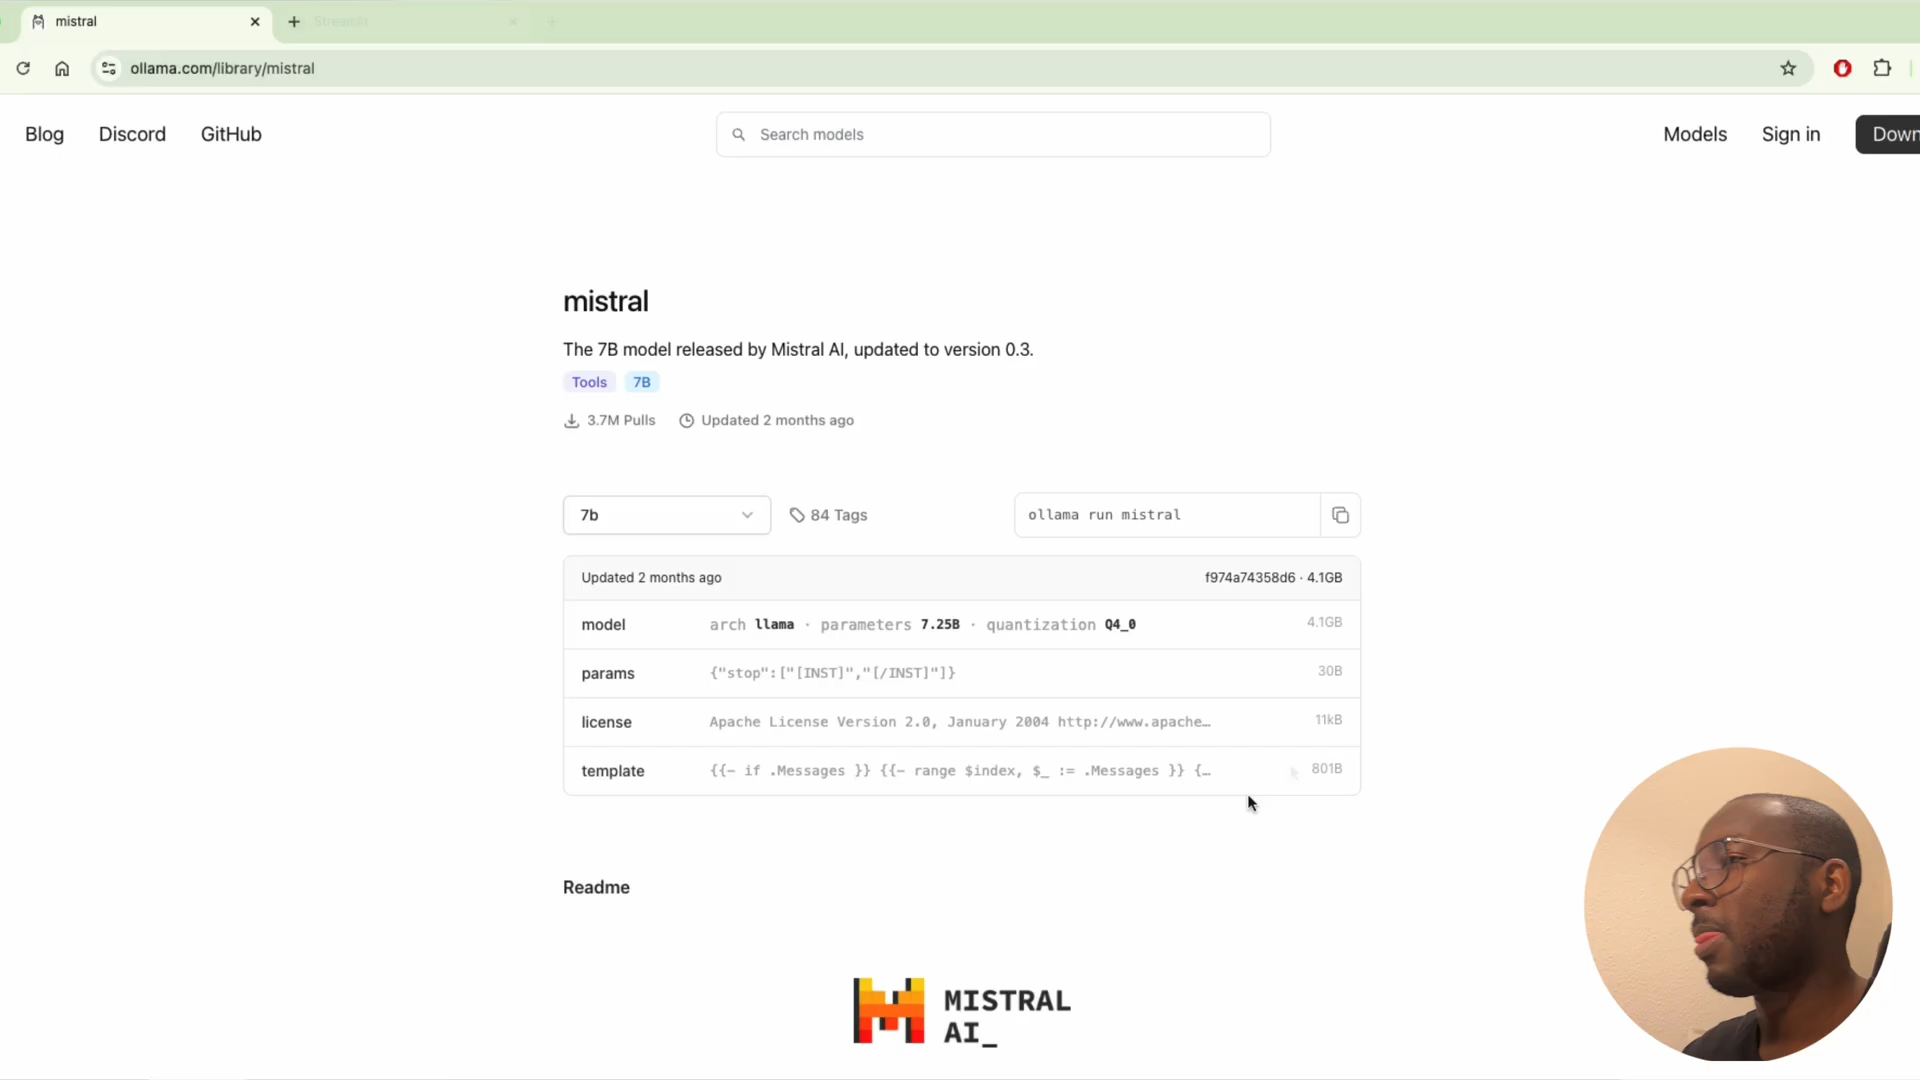 mistral
Streamlit
ollama.com/library/mistral
Blog Discord GitHub
Search models
Models Sign in Down
mistral
The 7B model released by Mistral AI, updated to version 0.3.
Tools 7B
3.7M Pulls Updated 2 months ago
7b 84 Tags ollama run mistral
Updated 2 months ago f974a74358d6 · 4.1GB
model arch llama · parameters 7.25B · quantization Q4_0 4.1GB
params {"stop":["[INST]","[/INST]"]} 30B
license Apache License Version 2.0, January 2004 http://www.apache… 11kB
template {{- if .Messages }} {{- range $index, $_ := .Messages }} {… 801B
Readme
MISTRAL
AI_